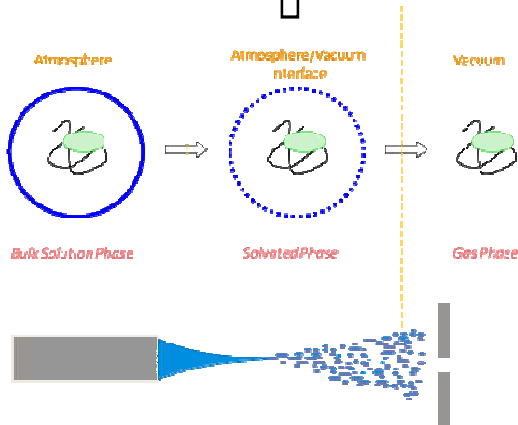 Atmosphere
Atmosphere/Vacuum
Interface
Vacuum
Bulk Solution Phase
Solvated Phase
Gas Phase